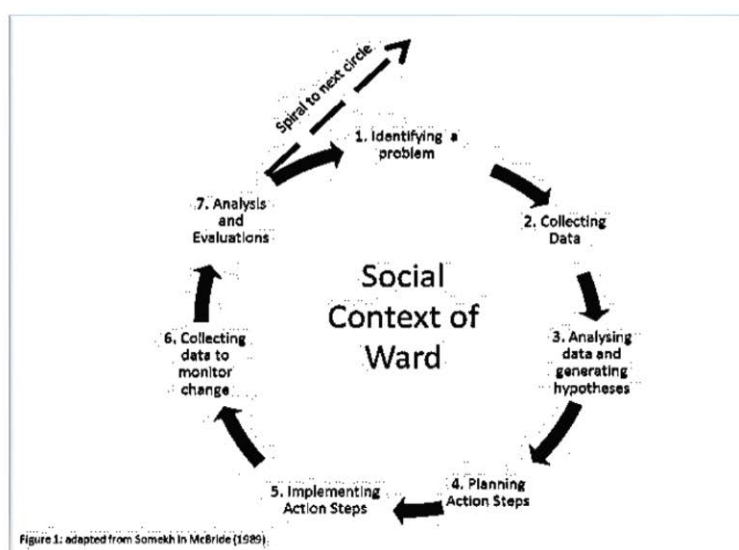 Spiral to next circle
1. Identifying a
problem
2. Collecting
Data
3. Analysing
data and
generating
hypotheses
4. Planning
Action Steps
5. Implementing
Action Steps
6. Collecting
data to
monitor
change
7. Analysis
and
Evaluations
Social
Context of
Ward
Figure 1: adapted from Somekh in McBride (1989)